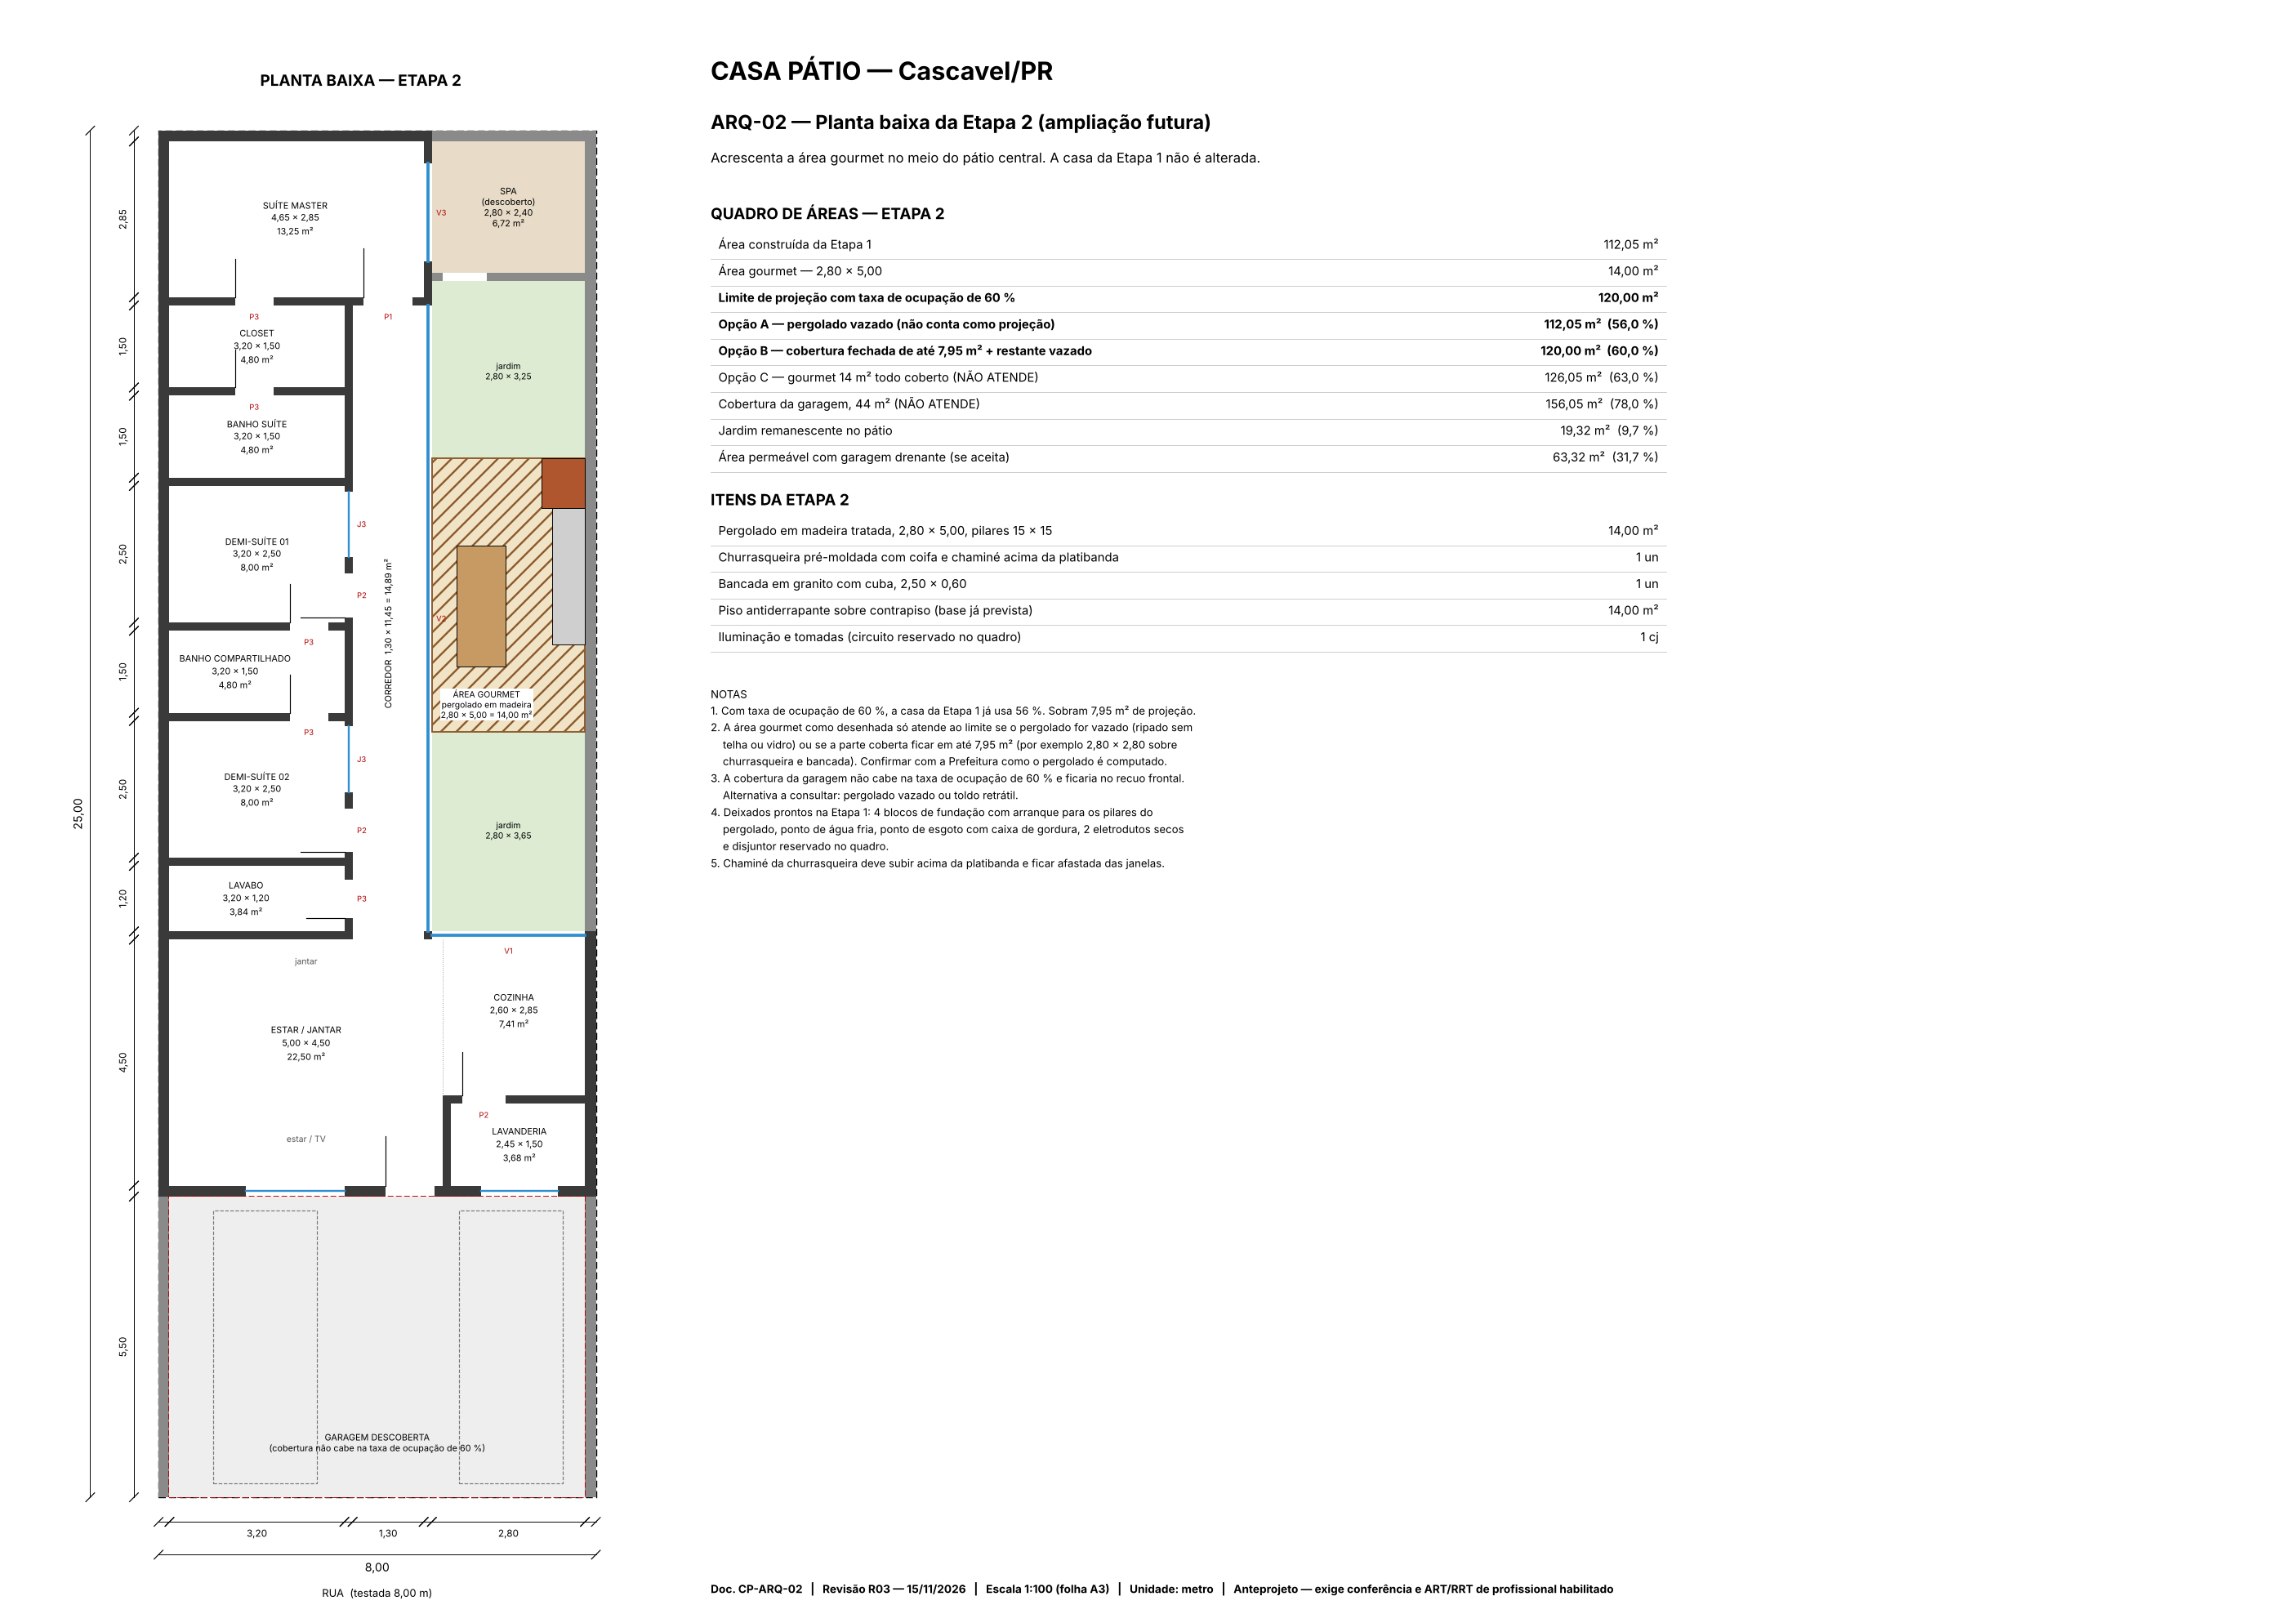 PLANTA BAIXA — ETAPA 2
SUÍTE MASTER
4,65 × 2,85
13,25 m²
SPA
(descoberto)
2,80 × 2,40
6,72 m²
V3
2,85
P3
P1
CLOSET
3,20 × 1,50
4,80 m²
1,50
jardim
2,80 × 3,25
P3
BANHO SUÍTE
3,20 × 1,50
4,80 m²
1,50
J3
DEMI-SUÍTE 01
3,20 × 2,50
8,00 m²
2,50
P2
V2
CORREDOR 1,30 × 11,45 = 14,89 m²
P3
BANHO COMPARTILHADO
3,20 × 1,50
4,80 m²
1,50
ÁREA GOURMET
pergolado em madeira
2,80 × 5,00 = 14,00 m²
P3
J3
DEMI-SUÍTE 02
3,20 × 2,50
8,00 m²
2,50
25,00
P2
jardim
2,80 × 3,65
LAVABO
3,20 × 1,20
3,84 m²
1,20
P3
V1
jantar
COZINHA
2,60 × 2,85
7,41 m²
ESTAR / JANTAR
5,00 × 4,50
22,50 m²
4,50
P2
LAVANDERIA
2,45 × 1,50
3,68 m²
estar / TV
5,50
GARAGEM DESCOBERTA
(cobertura não cabe na taxa de ocupação de 60 %)
3,20
1,30
2,80
8,00
RUA (testada 8,00 m)
CASA PÁTIO — Cascavel/PR
ARQ-02 — Planta baixa da Etapa 2 (ampliação futura)
Acrescenta a área gourmet no meio do pátio central. A casa da Etapa 1 não é alterada.
QUADRO DE ÁREAS — ETAPA 2
Área construída da Etapa 1 112,05 m²
Área gourmet — 2,80 × 5,00 14,00 m²
Limite de projeção com taxa de ocupação de 60 % 120,00 m²
Opção A — pergolado vazado (não conta como projeção) 112,05 m² (56,0 %)
Opção B — cobertura fechada de até 7,95 m² + restante vazado 120,00 m² (60,0 %)
Opção C — gourmet 14 m² todo coberto (NÃO ATENDE) 126,05 m² (63,0 %)
Cobertura da garagem, 44 m² (NÃO ATENDE) 156,05 m² (78,0 %)
Jardim remanescente no pátio 19,32 m² (9,7 %)
Área permeável com garagem drenante (se aceita) 63,32 m² (31,7 %)
ITENS DA ETAPA 2
Pergolado em madeira tratada, 2,80 × 5,00, pilares 15 × 15 14,00 m²
Churrasqueira pré-moldada com coifa e chaminé acima da platibanda 1 un
Bancada em granito com cuba, 2,50 × 0,60 1 un
Piso antiderrapante sobre contrapiso (base já prevista) 14,00 m²
Iluminação e tomadas (circuito reservado no quadro) 1 cj
NOTAS
1. Com taxa de ocupação de 60 %, a casa da Etapa 1 já usa 56 %. Sobram 7,95 m² de projeção.
2. A área gourmet como desenhada só atende ao limite se o pergolado for vazado (ripado sem
telha ou vidro) ou se a parte coberta ficar em até 7,95 m² (por exemplo 2,80 × 2,80 sobre
churrasqueira e bancada). Confirmar com a Prefeitura como o pergolado é computado.
3. A cobertura da garagem não cabe na taxa de ocupação de 60 % e ficaria no recuo frontal.
Alternativa a consultar: pergolado vazado ou toldo retrátil.
4. Deixados prontos na Etapa 1: 4 blocos de fundação com arranque para os pilares do
pergolado, ponto de água fria, ponto de esgoto com caixa de gordura, 2 eletrodutos secos
e disjuntor reservado no quadro.
5. Chaminé da churrasqueira deve subir acima da platibanda e ficar afastada das janelas.
Doc. CP-ARQ-02 | Revisão R03 — 15/11/2026 | Escala 1:100 (folha A3) | Unidade: metro | Anteprojeto — exige conferência e ART/RRT de profissional habilitado